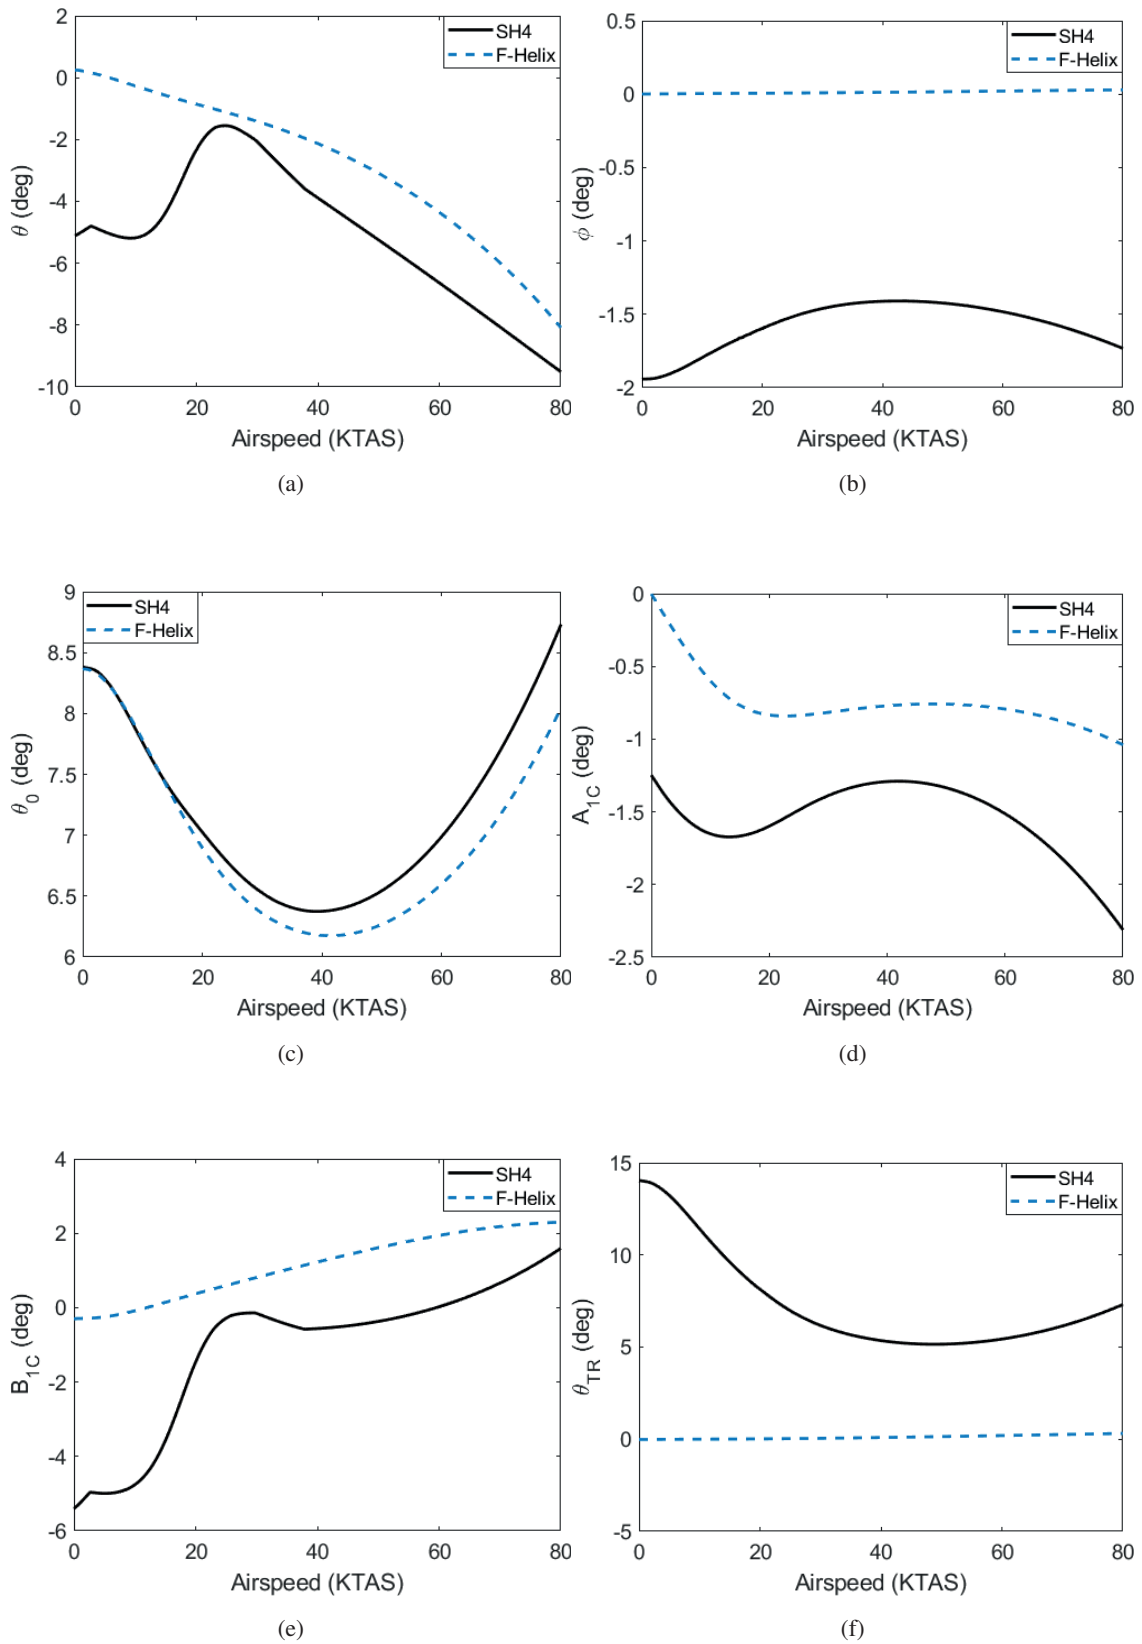 2
0
-2
-4
-6
-8
-10
θ (deg)
SH4
F-Helix
0 20 40 60 80
Airspeed (KTAS)
(a)
0.5
0
-0.5
-1
-1.5
-2
ϕ (deg)
SH4
F-Helix
0 20 40 60 80
Airspeed (KTAS)
(b)
9
8.5
8
7.5
7
6.5
6
θ0 (deg)
SH4
F-Helix
0 20 40 60 80
Airspeed (KTAS)
(c)
0
-0.5
-1
-1.5
-2
-2.5
A1C (deg)
SH4
F-Helix
0 20 40 60 80
Airspeed (KTAS)
(d)
4
2
0
-2
-4
-6
B1C (deg)
SH4
F-Helix
0 20 40 60 80
Airspeed (KTAS)
(e)
15
10
5
0
-5
θTR (deg)
SH4
F-Helix
0 20 40 60 80
Airspeed (KTAS)
(f)